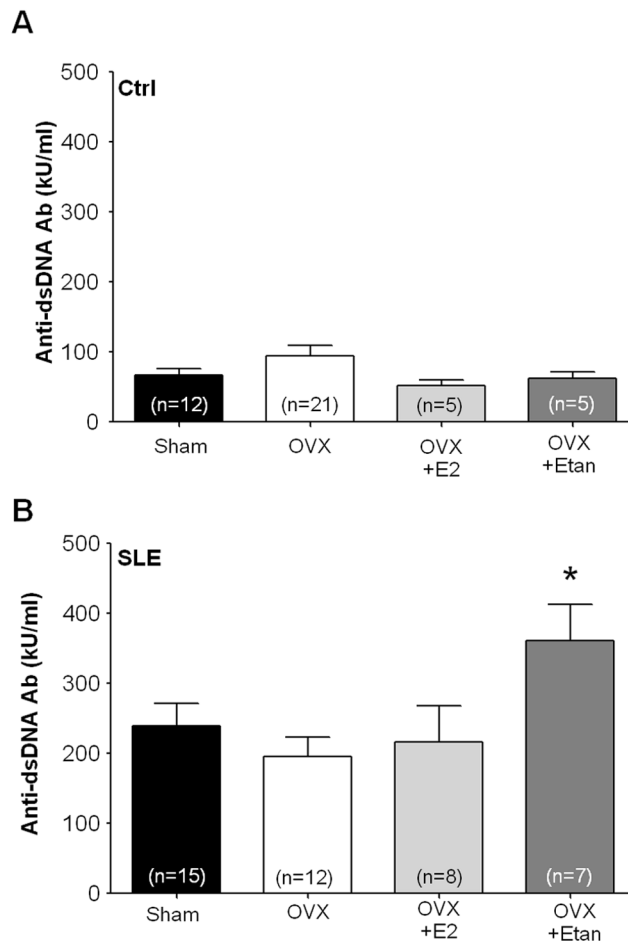 A
Anti-dsDNA Ab (kU/ml)
500
400
300
200
100
0
Ctrl
(n=12)
(n=21)
(n=5)
(n=5)
Sham
OVX
OVX
+E2
OVX
+Etan
B
Anti-dsDNA Ab (kU/ml)
500
400
300
200
100
0
SLE
*
(n=15)
(n=12)
(n=8)
(n=7)
Sham
OVX
OVX
+E2
OVX
+Etan